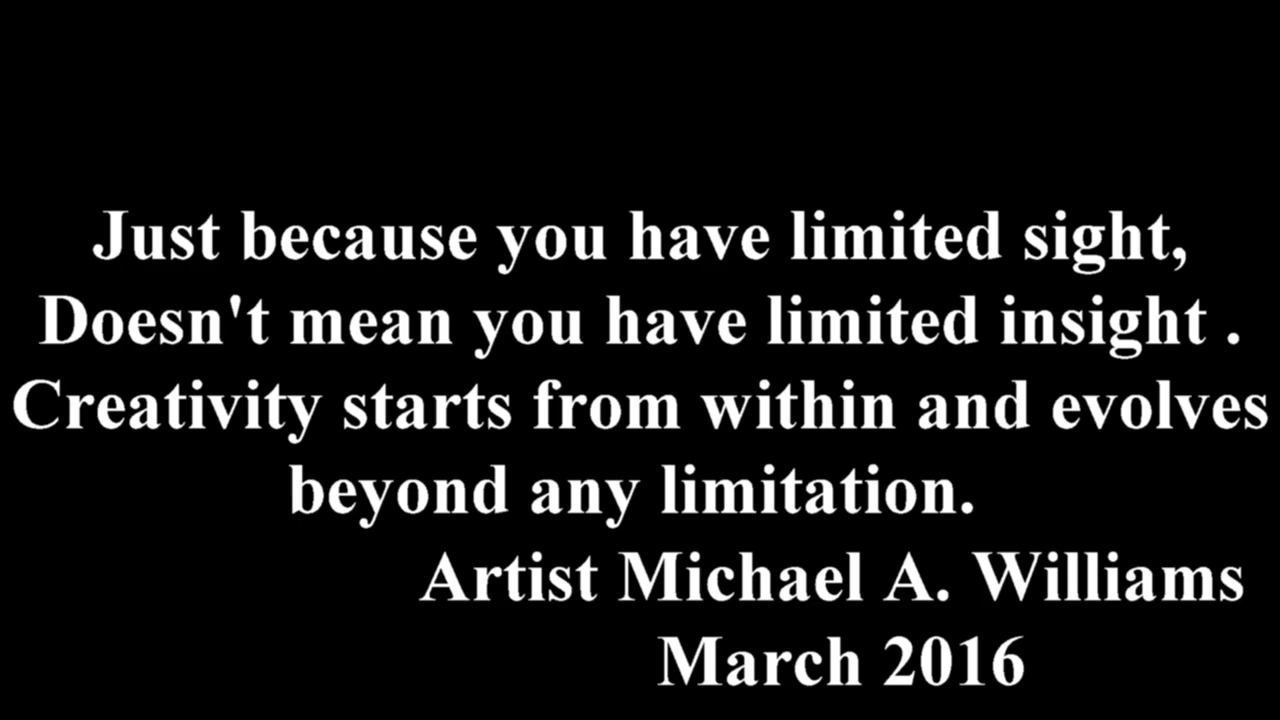 Just because you have limited sight,
Doesn't mean you have limited insight .
Creativity starts from within and evolves
beyond any limitation.
Artist Michael A. Williams
March 2016